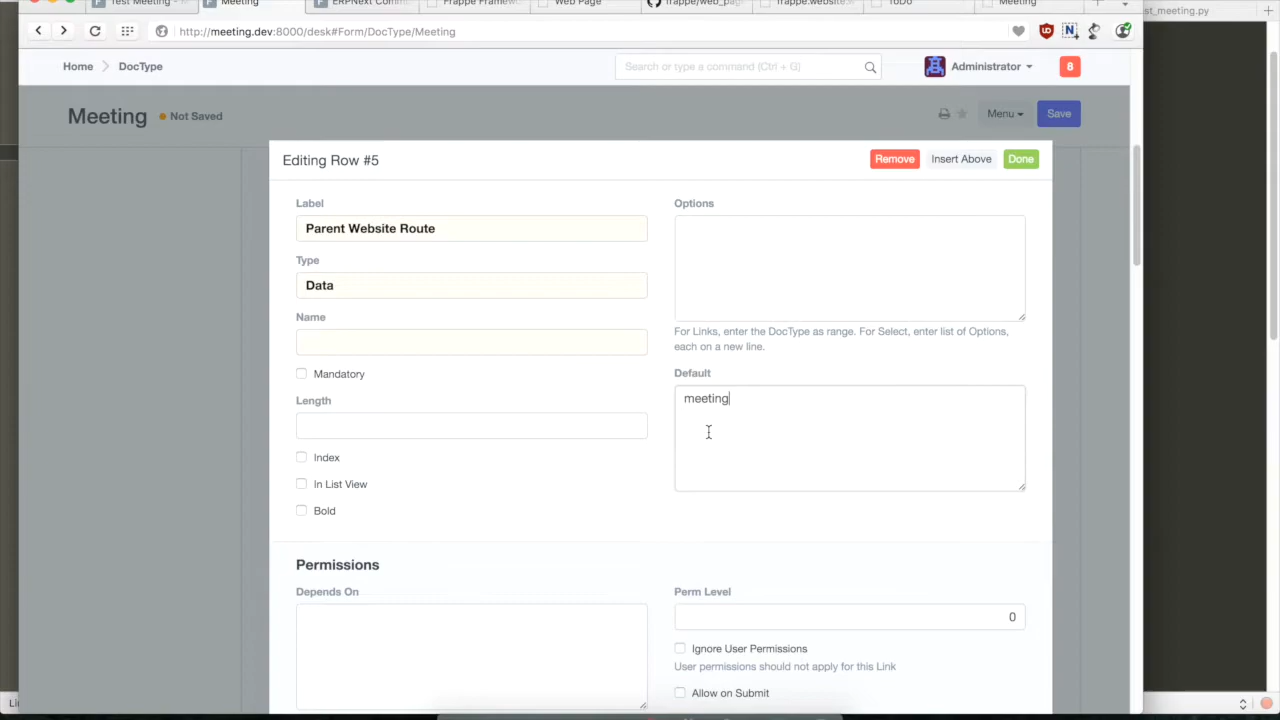 Test Meeting -
Meeting
ERPNext Comm
Frappe Framew
Web Page
frappe/web_pag
frappe.website.w
ToDo
Meeting
st_meeting.py
http://meeting.dev:8000/desk#Form/DocType/Meeting
Home
DocType
Search or type a command (Ctrl + G)
Administrator
8
Meeting
Not Saved
Menu
Save
Editing Row #5
Remove
Insert Above
Done
Label
Parent Website Route
Type
Data
Name
Mandatory
Length
Index
In List View
Bold
Options
For Links, enter the DocType as range. For Select, enter list of Options,
each on a new line.
Default
meeting
Permissions
Depends On
Perm Level
0
Ignore User Permissions
User permissions should not apply for this Link
Allow on Submit